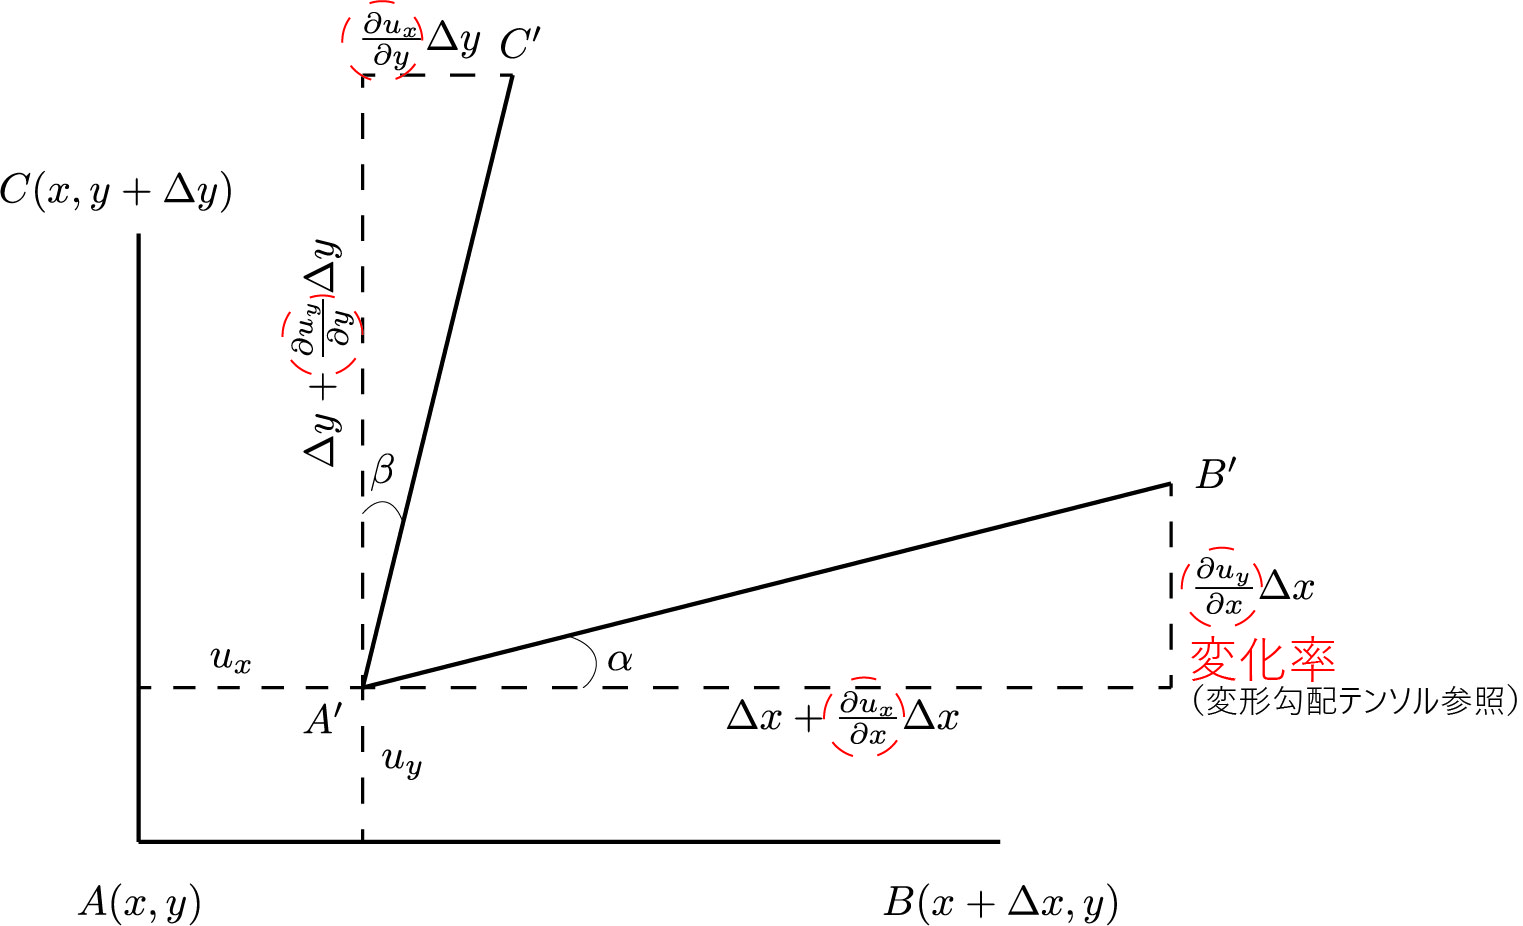 ∂u_x/∂y Δy
C′
C(x, y + Δy)
Δy + ∂u_y/∂y Δy
β
B′
∂u_y/∂x Δx
変化率
(変形勾配テンソル参照)
u_x
α
A′
Δx + ∂u_x/∂x Δx
u_y
A(x, y)
B(x + Δx, y)